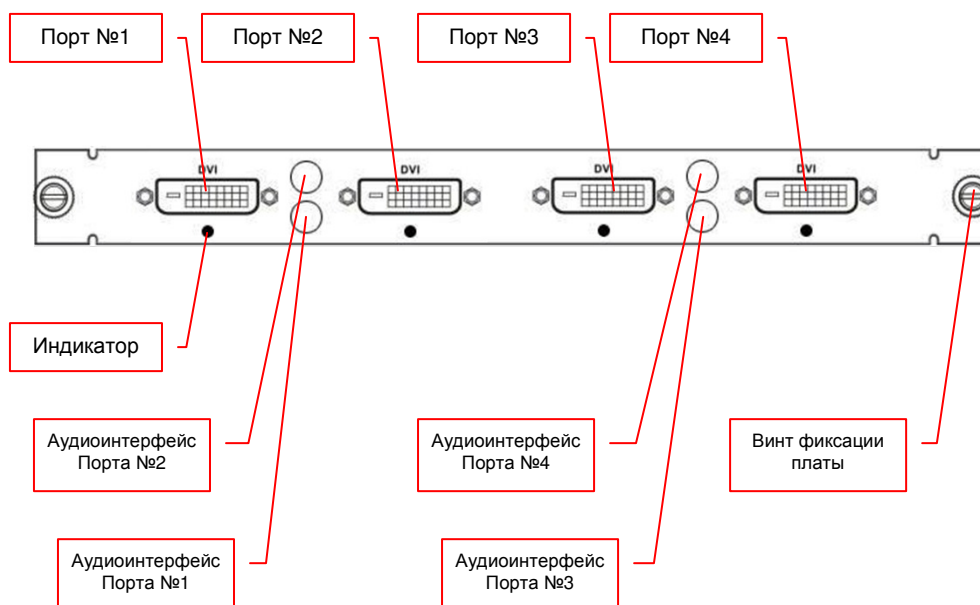 Порт №1
Порт №2
Порт №3
Порт №4
DVI
DVI
DVI
DVI
Индикатор
Аудиоинтерфейс
Порта №2
Аудиоинтерфейс
Порта №4
Винт фиксации
платы
Аудиоинтерфейс
Порта №1
Аудиоинтерфейс
Порта №3